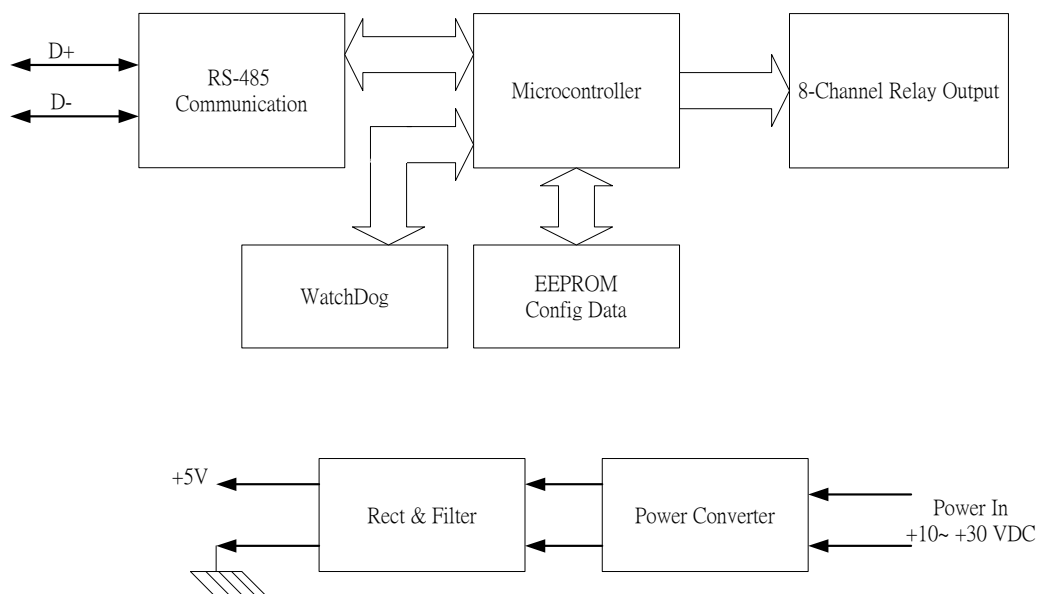 D+
D-
RS-485
Communication
Microcontroller
8-Channel Relay Output
WatchDog
EEPROM
Config Data
+5V
Rect & Filter
Power Converter
Power In
+10~ +30 VDC